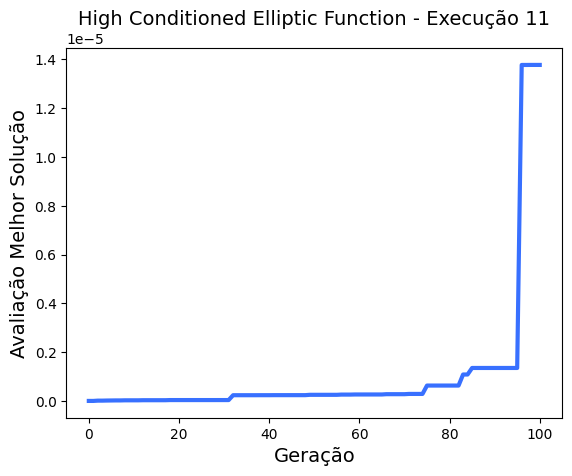 High Conditioned Elliptic Function - Execução 11
1e−5
1.4
1.2
1.0
0.8
0.6
0.4
0.2
0.0
Avaliação Melhor Solução
0 20 40 60 80 100
Geração